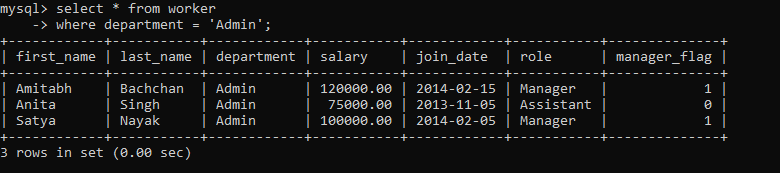 mysql> select * from worker
    -> where department = 'Admin';
+------------+-----------+------------+-----------+------------+-----------+--------------+
| first_name | last_name | department | salary    | join_date  | role      | manager_flag |
+------------+-----------+------------+-----------+------------+-----------+--------------+
| Amitabh    | Bachchan  | Admin      | 120000.00 | 2014-02-15 | Manager   |            1 |
| Anita      | Singh     | Admin      |  75000.00 | 2013-11-05 | Assistant |            0 |
| Satya      | Nayak     | Admin      | 100000.00 | 2014-02-05 | Manager   |            1 |
+------------+-----------+------------+-----------+------------+-----------+--------------+
3 rows in set (0.00 sec)